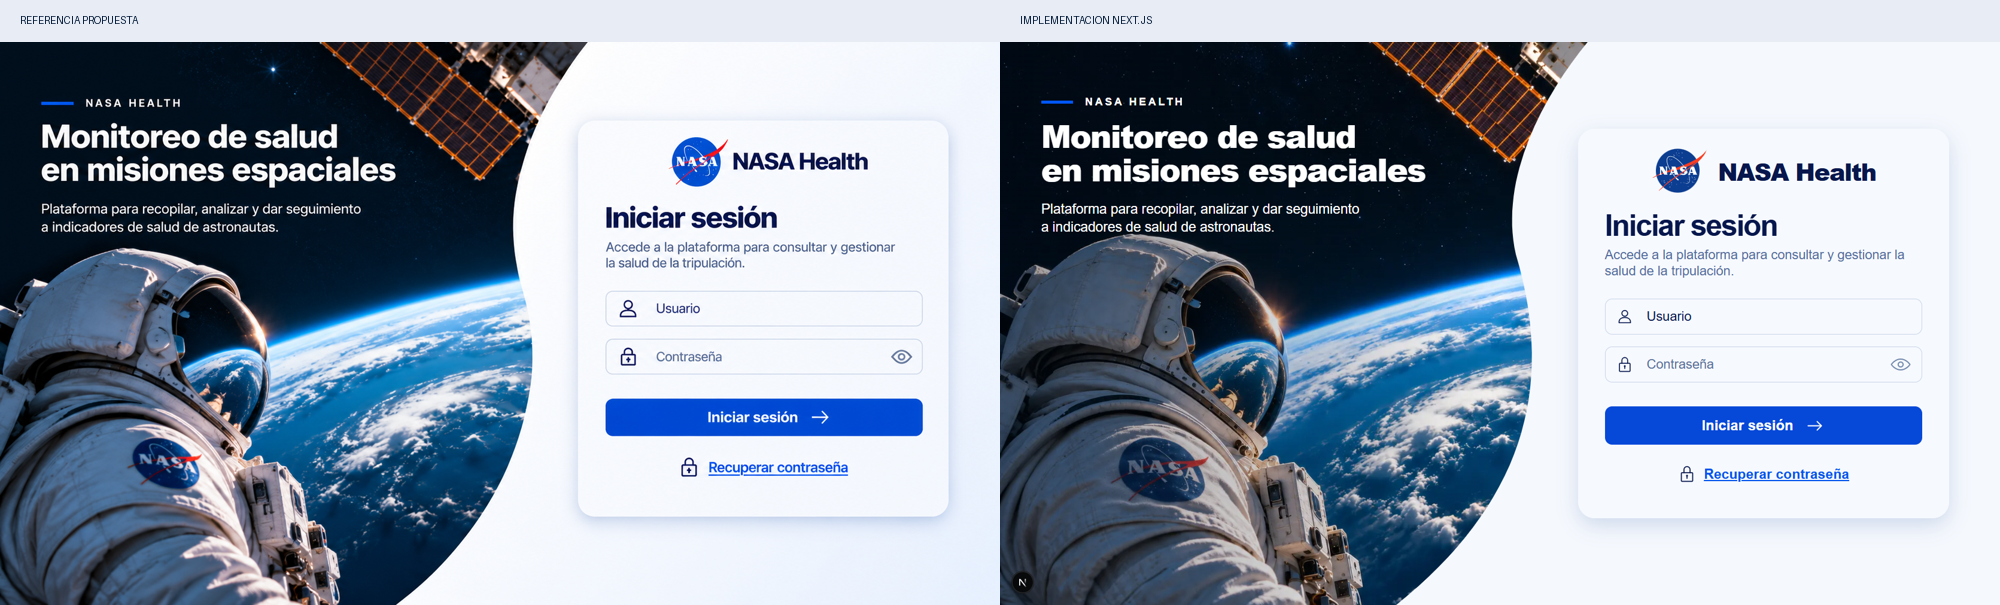 REFERENCIA PROPUESTA
NASA HEALTH
Monitoreo de salud
en misiones espaciales
Plataforma para recopilar, analizar y dar seguimiento
a indicadores de salud de astronautas.
NASA
NASA
NASA Health
Iniciar sesión
Accede a la plataforma para consultar y gestionar
la salud de la tripulación.
Usuario
Contraseña
Iniciar sesión
Recuperar contraseña
IMPLEMENTACION NEXT.JS
NASA HEALTH
Monitoreo de salud
en misiones espaciales
Plataforma para recopilar, analizar y dar seguimiento
a indicadores de salud de astronautas.
NASA
N
NASA
NASA Health
Iniciar sesión
Accede a la plataforma para consultar y gestionar la
salud de la tripulación.
Usuario
Contraseña
Iniciar sesión
Recuperar contraseña